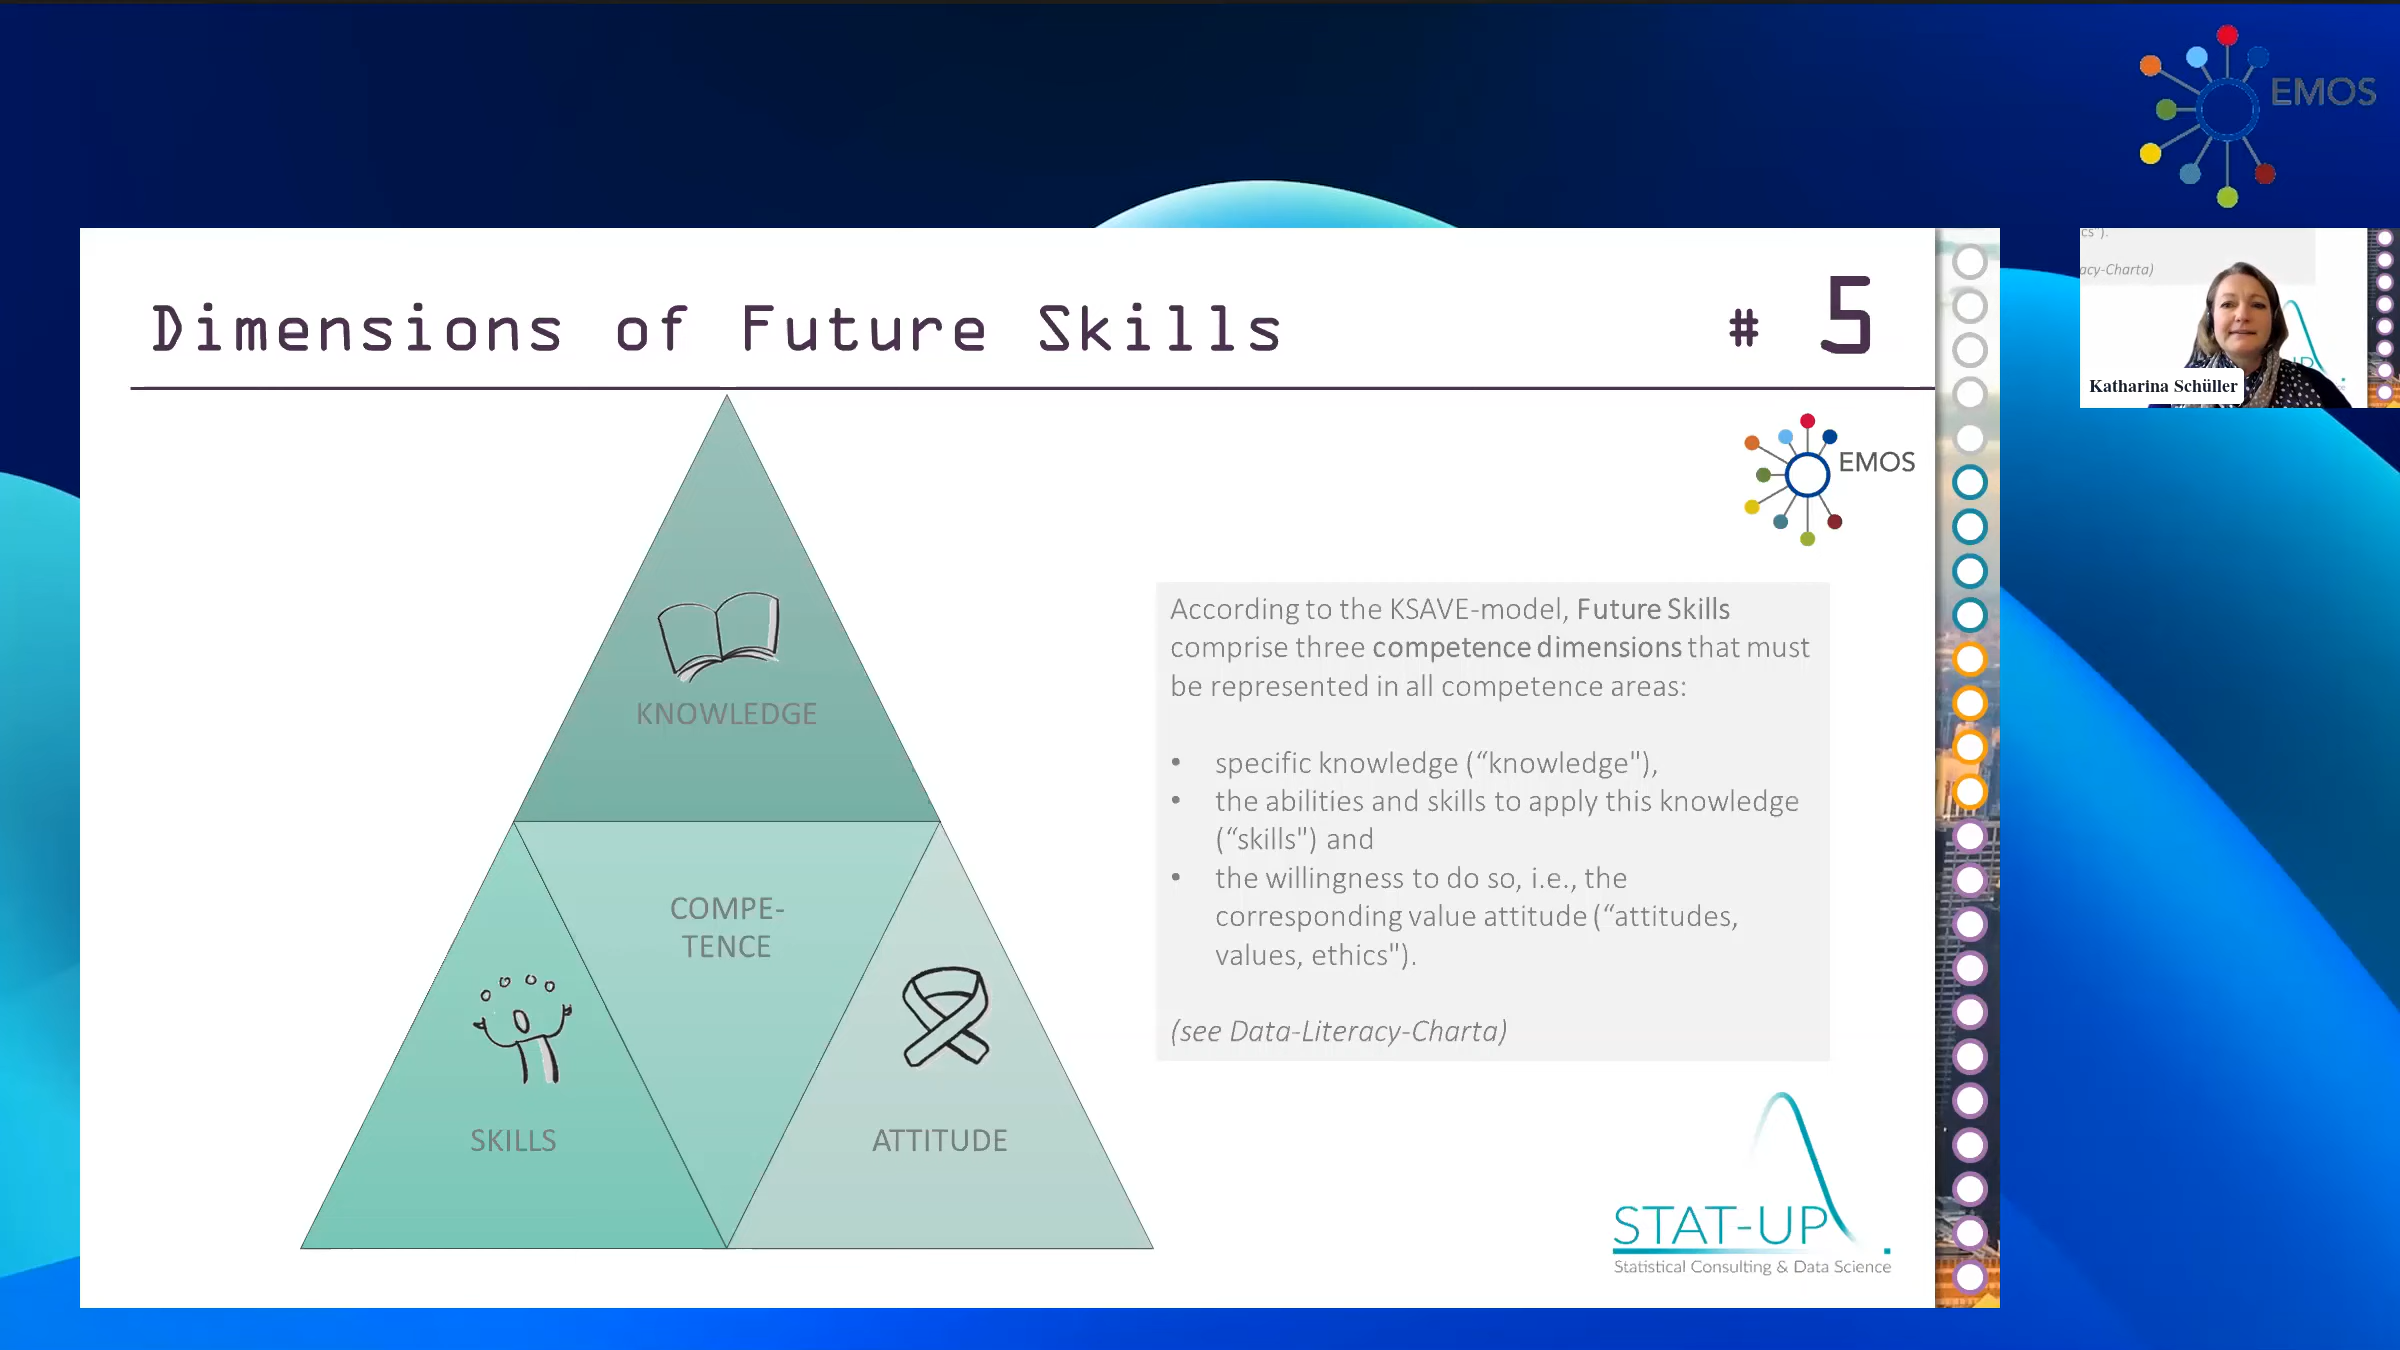 EMOS
Dimensions of Future Skills
# 5
EMOS
cs").
acy-Charta)
Katharina Schüller
KNOWLEDGE
COMPE-
TENCE
SKILLS
ATTITUDE
According to the KSAVE-model, Future Skills
comprise three competence dimensions that must
be represented in all competence areas:
• specific knowledge (“knowledge"),
• the abilities and skills to apply this knowledge
(“skills") and
• the willingness to do so, i.e., the
corresponding value attitude (“attitudes,
values, ethics").
(see Data-Literacy-Charta)
STAT-UP
Statistical Consulting & Data Science